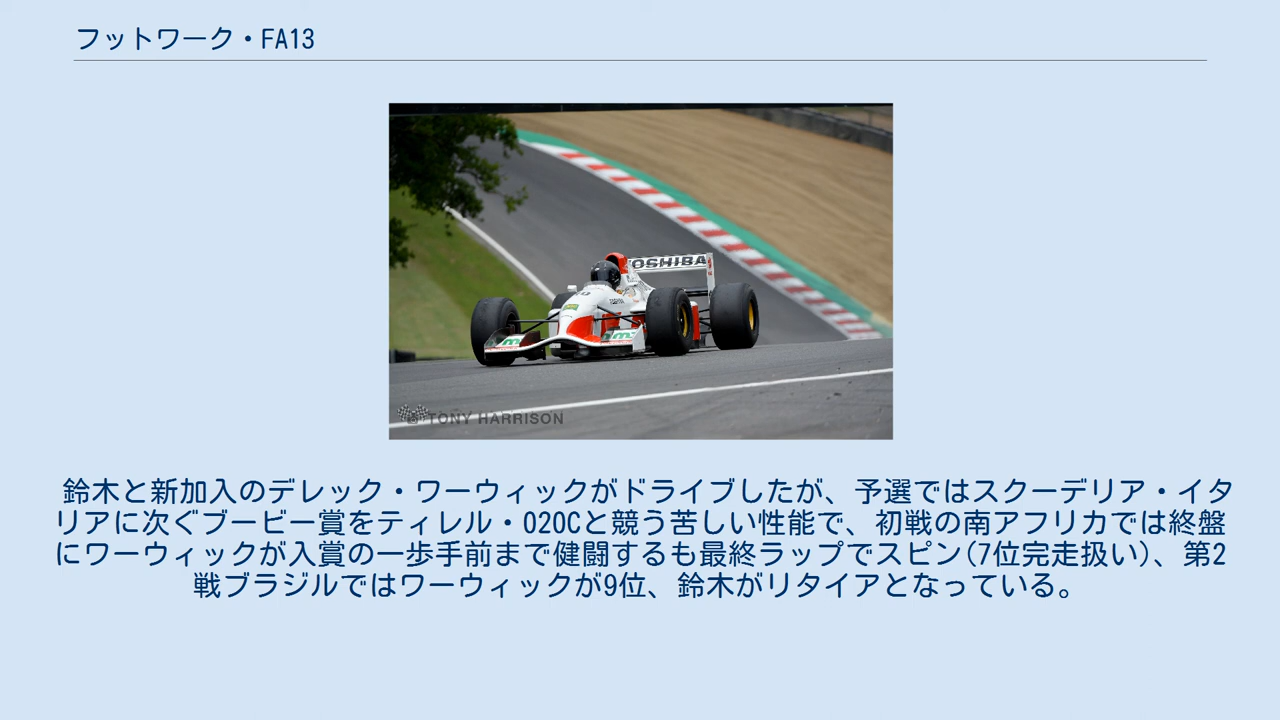 フットワーク・FA13
OSHIBA
TONY HARRISON
鈴木と新加入のデレック・ワーウィックがドライブしたが、予選ではスクーデリア・イタ
リアに次ぐブービー賞をティレル・020Cと競う苦しい性能で、初戦の南アフリカでは終盤
にワーウィックが入賞の一歩手前まで健闘するも最終ラップでスピン(7位完走扱い)、第2
戦ブラジルではワーウィックが9位、鈴木がリタイアとなっている。